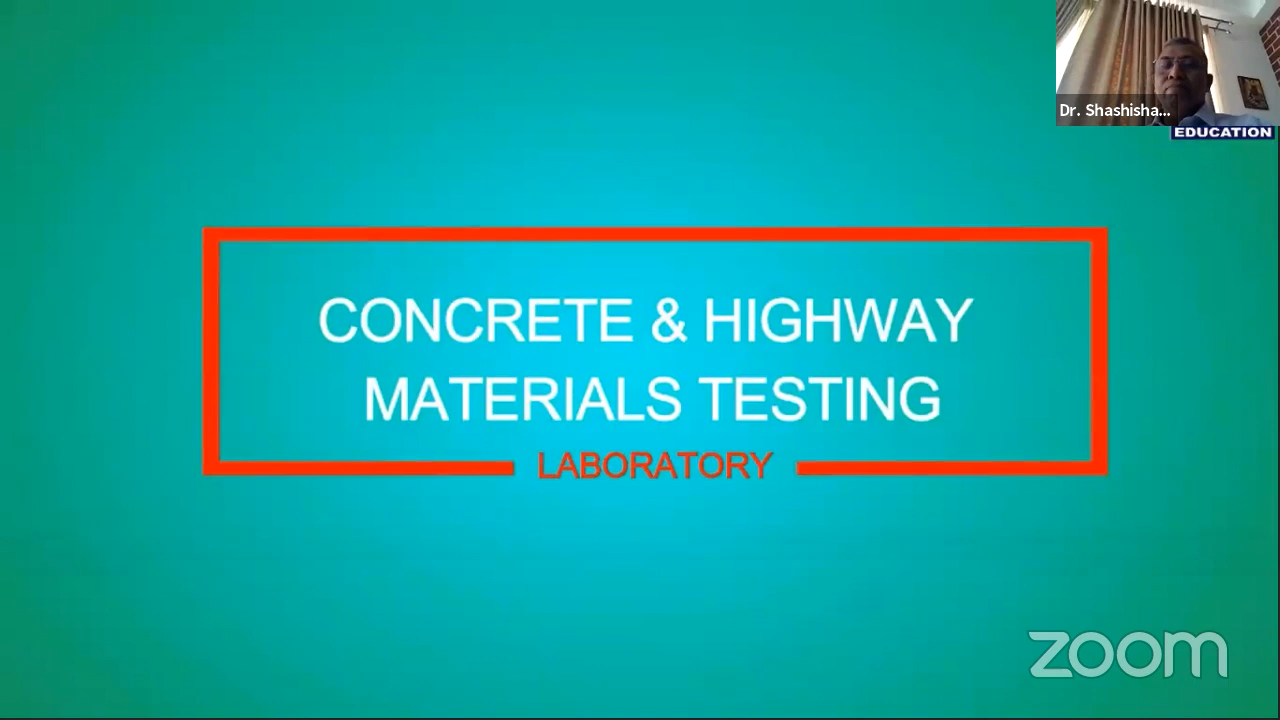 Dr. Shashisha...
EDUCATION
CONCRETE & HIGHWAY
MATERIALS TESTING
LABORATORY
zoom